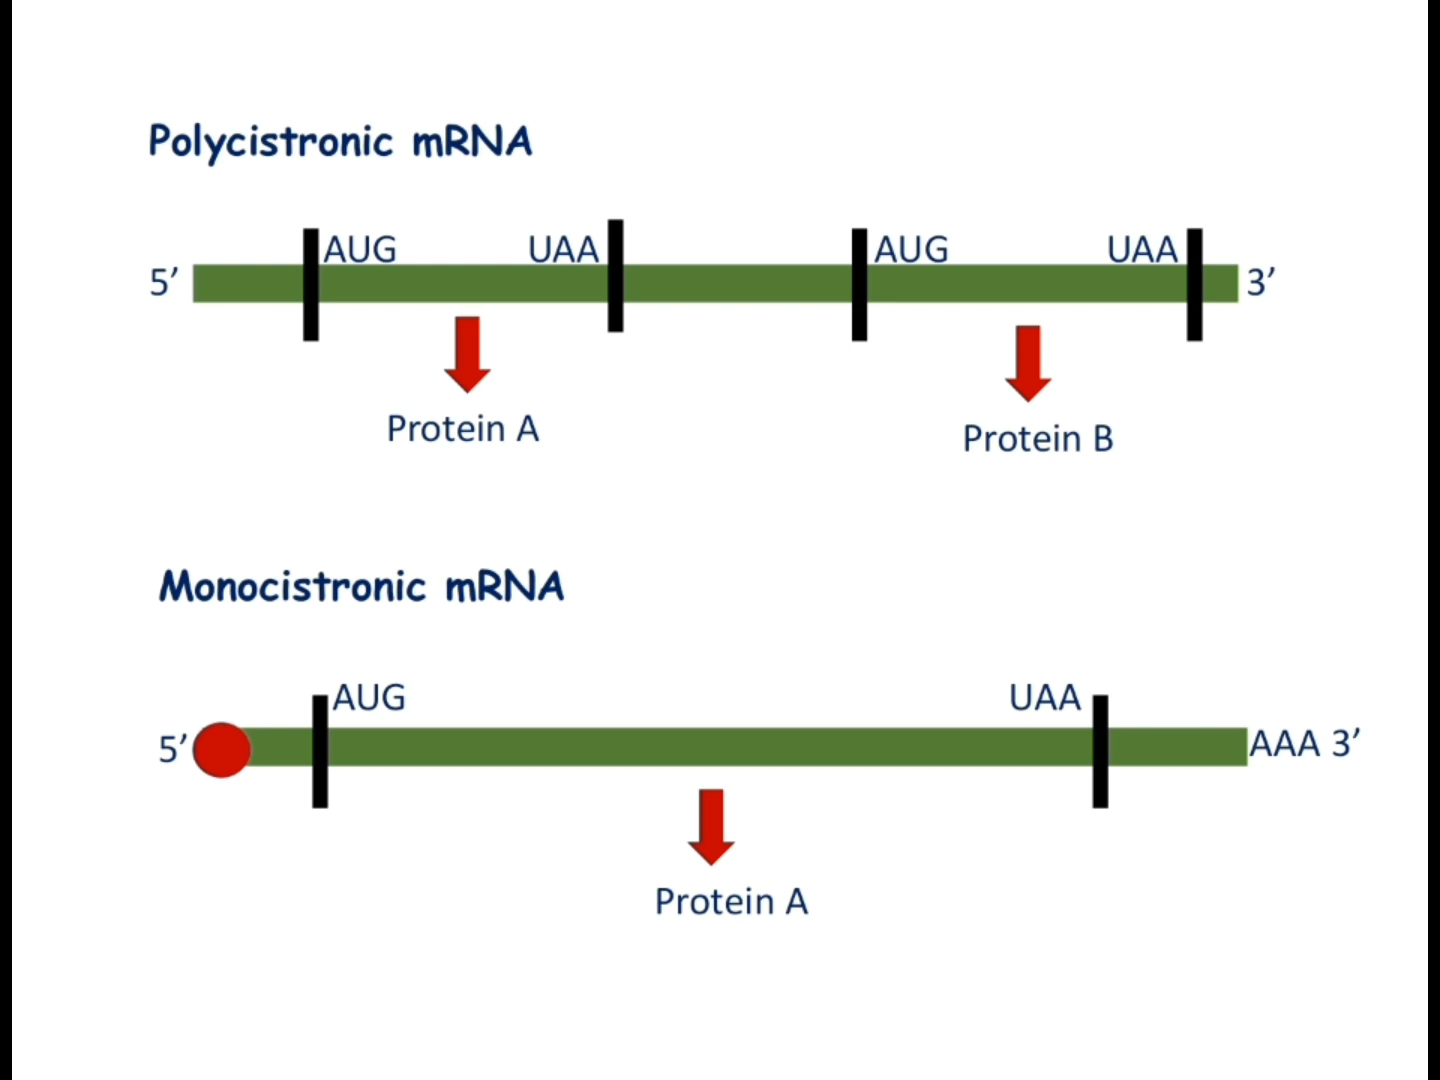 Polycistronic mRNA
AUG UAA AUG UAA
5’ 3’
Protein A Protein B
Monocistronic mRNA
AUG UAA
5’ AAA 3’
Protein A